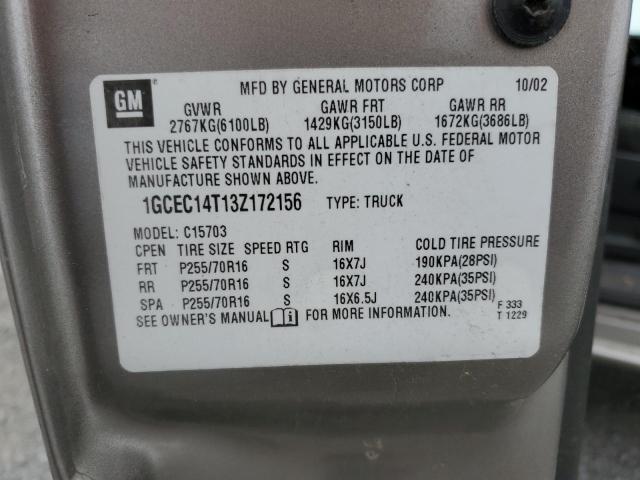 GM
MFD BY GENERAL MOTORS CORP 10/02
GVWR GAWR FRT GAWR RR
2767KG(6100LB) 1429KG(3150LB) 1672KG(3686LB)
THIS VEHICLE CONFORMS TO ALL APPLICABLE U.S. FEDERAL MOTOR
VEHICLE SAFETY STANDARDS IN EFFECT ON THE DATE OF
MANUFACTURE SHOWN ABOVE.
1GCEC14T13Z172156 TYPE: TRUCK
MODEL: C15703
CPEN TIRE SIZE SPEED RTG RIM COLD TIRE PRESSURE
FRT P255/70R16 S 16X7J 190KPA(28PSI)
RR P255/70R16 S 16X7J 240KPA(35PSI)
SPA P255/70R16 S 16X6.5J 240KPA(35PSI)
F 333
SEE OWNER'S MANUAL i FOR MORE INFORMATION. T 1229